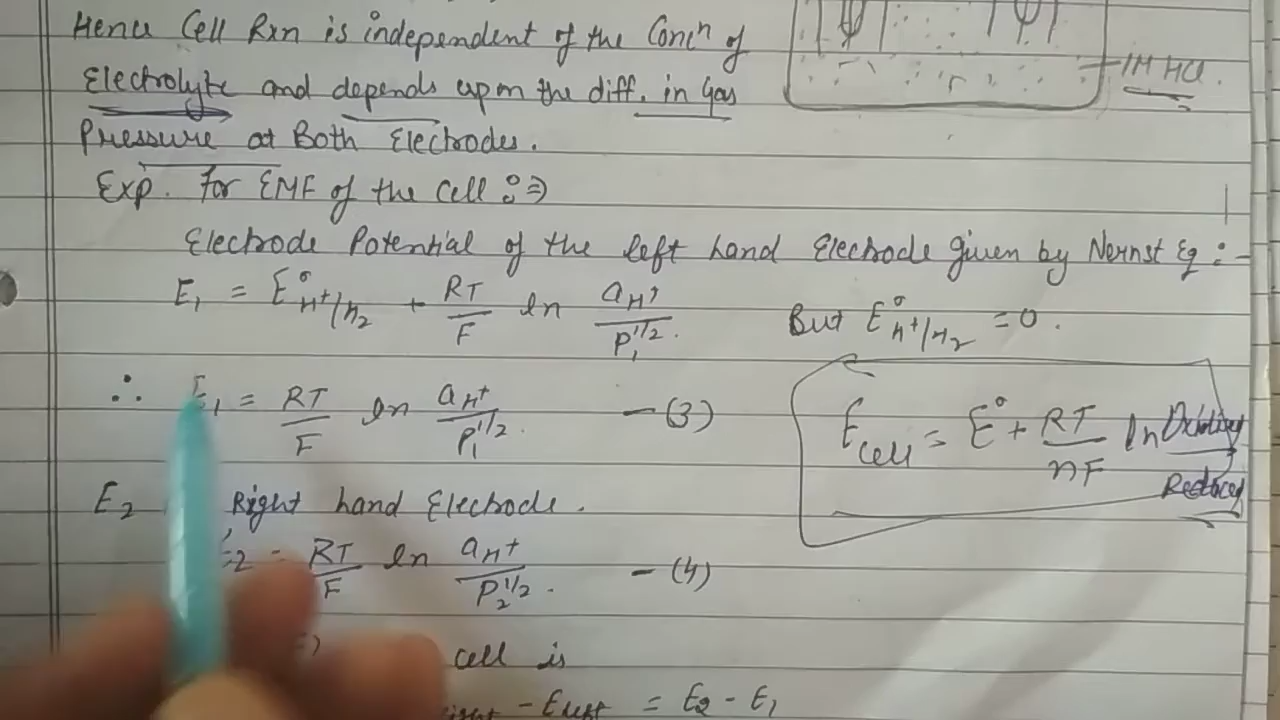 Hence Cell Rxn is independent of the Concⁿ of
Electrolyte and depends upon the diff. in Gas
Pressure at Both Electrodes.
1M HCl.
Exp. for EMF of the cell :⇒
Electrode Potential of the left hand Electrode Given by Nernst Eq :-
E₁ = E°H⁺/H₂ + RT/F ln aH⁺/P₁^1/2. But E°H⁺/H₂ = 0.
∴ E₁ = RT/F ln aH⁺/P₁^1/2. — (3)
Ecell = E° + RT/nF ln
E₂ Right hand Electrode.
E₂ = RT/F ln aH⁺/P₂^1/2. — (4)
cell is
- Eleft = E₂ - E₁